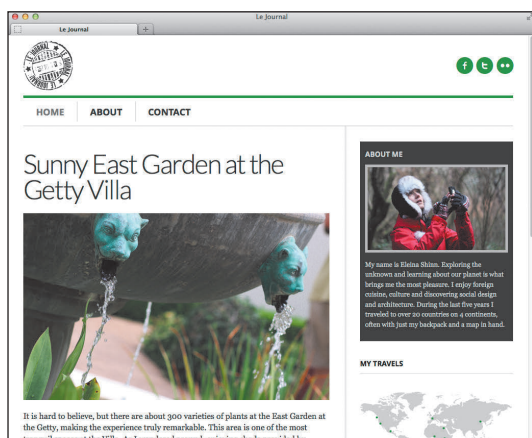 Le Journal
Le Journal
LE JOURNAL
HOME
ABOUT
CONTACT
Sunny East Garden at the
Getty Villa
It is hard to believe, but there are about 300 varieties of plants at the East Garden at
the Getty, making the experience truly remarkable. This area is one of the most
ABOUT ME
My name is Eleina Shinn. Exploring the
unknown and learning about our planet is what
brings me the most pleasure. I enjoy foreign
cuisine, culture and discovering social design
and architecture. During the last five years I
traveled to over 20 countries on 4 continents,
often with just my backpack and a map in hand.
MY TRAVELS